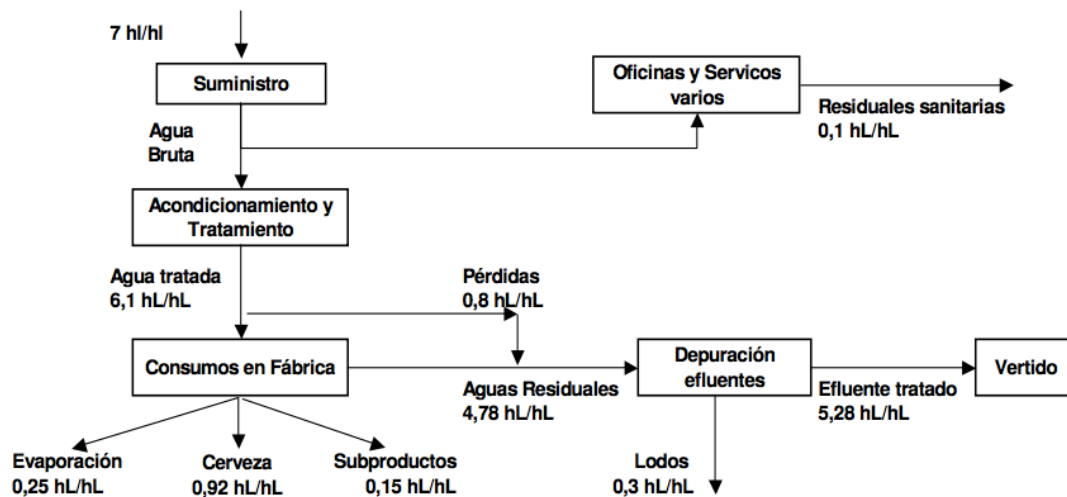 7 hl/hl
Suministro
Oficinas y Servicos
varios
Residuales sanitarias
0,1 hL/hL
Agua
Bruta
Acondicionamiento y
Tratamiento
Agua tratada
6,1 hL/hL
Pérdidas
0,8 hL/hL
Consumos en Fábrica
Depuración
efluentes
Vertido
Aguas Residuales
4,78 hL/hL
Efluente tratado
5,28 hL/hL
Evaporación
0,25 hL/hL
Cerveza
0,92 hL/hL
Subproductos
0,15 hL/hL
Lodos
0,3 hL/hL